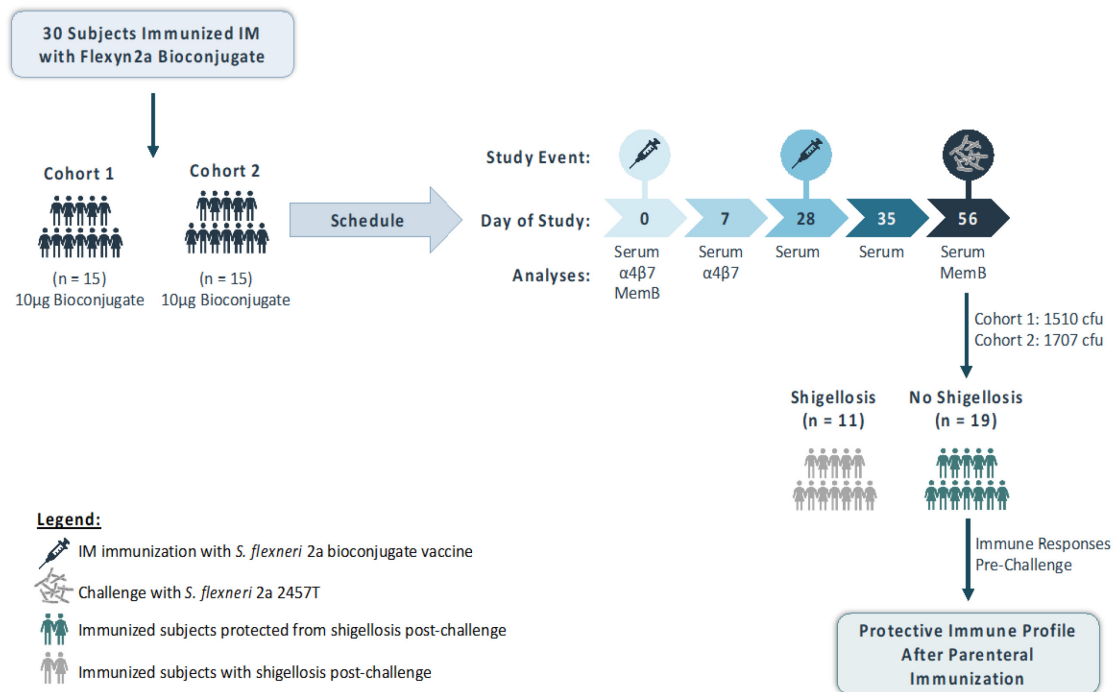 30 Subjects Immunized IM
with Flexyn2a Bioconjugate
Cohort 1
(n = 15)
10µg Bioconjugate
Cohort 2
(n = 15)
10µg Bioconjugate
Schedule
Study Event:
Day of Study:
0
7
28
35
56
Analyses:
Serum
α4β7
MemB
Serum
α4β7
Serum
Serum
Serum
MemB
Cohort 1: 1510 cfu
Cohort 2: 1707 cfu
Shigellosis
(n = 11)
No Shigellosis
(n = 19)
Immune Responses
Pre-Challenge
Protective Immune Profile
After Parenteral
Immunization
Legend:
IM immunization with S. flexneri 2a bioconjugate vaccine
Challenge with S. flexneri 2a 2457T
Immunized subjects protected from shigellosis post-challenge
Immunized subjects with shigellosis post-challenge